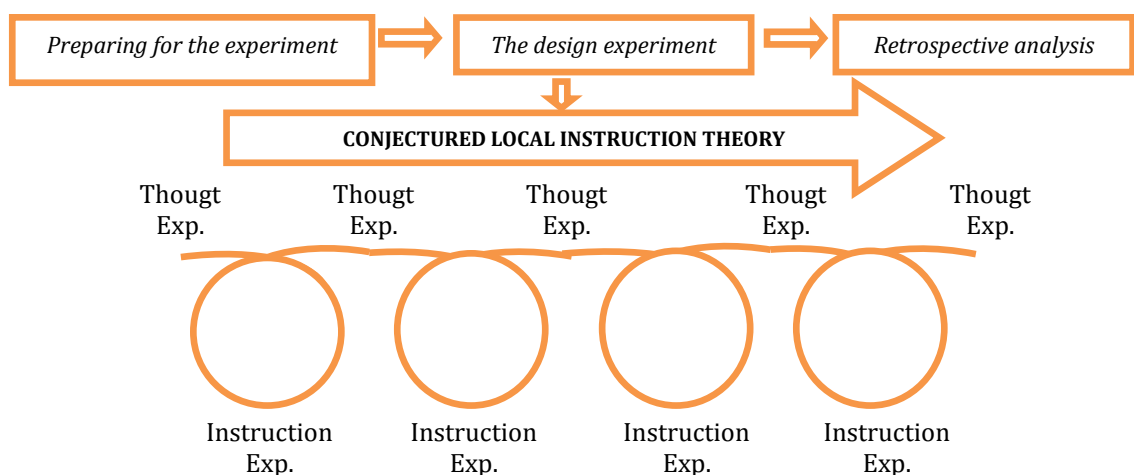 Preparing for the experiment
The design experiment
Retrospective analysis
CONJECTURED LOCAL INSTRUCTION THEORY
Thougt
Exp.
Thougt
Exp.
Thougt
Exp.
Thougt
Exp.
Thougt
Exp.
Instruction
Exp.
Instruction
Exp.
Instruction
Exp.
Instruction
Exp.